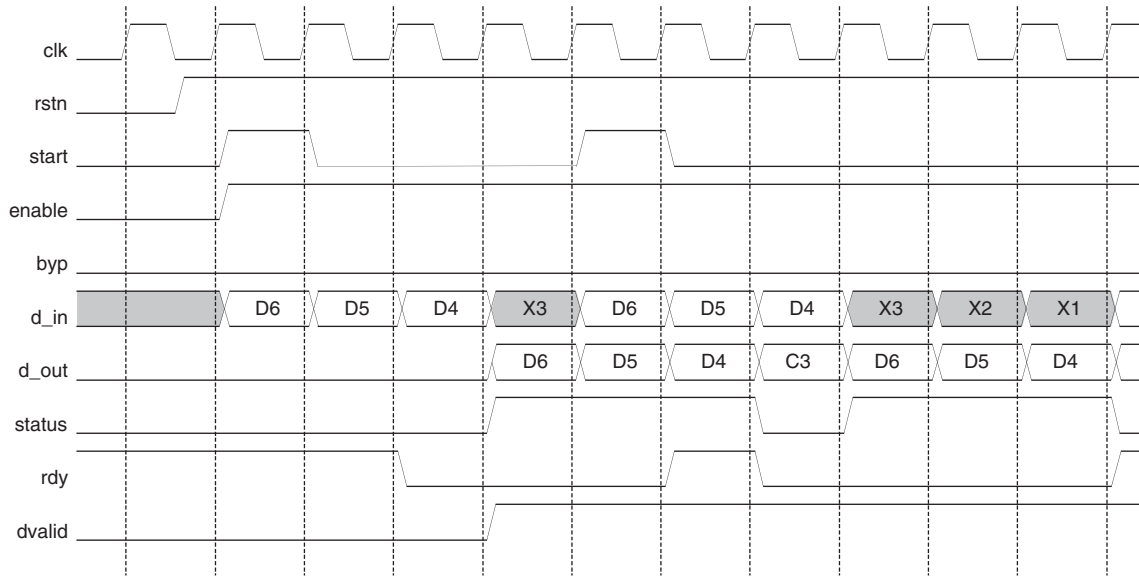 clk
rstn
start
enable
byp
d_in D6 D5 D4 X3 D6 D5 D4 X3 X2 X1
d_out D6 D5 D4 C3 D6 D5 D4
status
rdy
dvalid